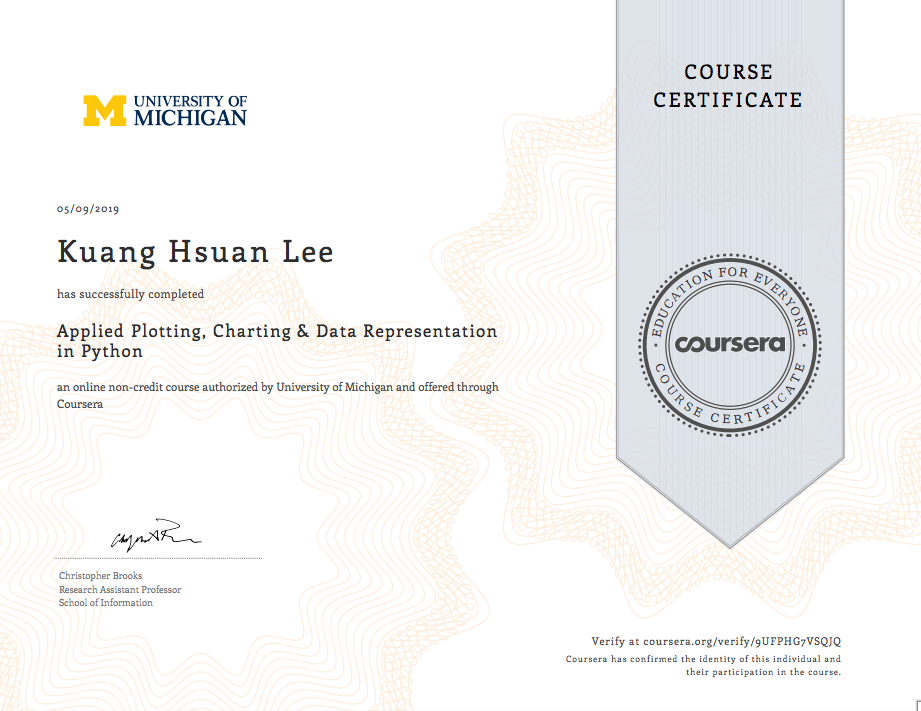 COURSE
CERTIFICATE
UNIVERSITY OF
MICHIGAN
05/09/2019
Kuang Hsuan Lee
has successfully completed
Applied Plotting, Charting & Data Representation
in Python
an online non-credit course authorized by University of Michigan and offered through
Coursera
EDUCATION FOR EVERYONE
coursera
COURSE CERTIFICATE
Christopher Brooks
Research Assistant Professor
School of Information
Verify at coursera.org/verify/9UFPHG7VSQJQ
Coursera has confirmed the identity of this individual and
their participation in the course.